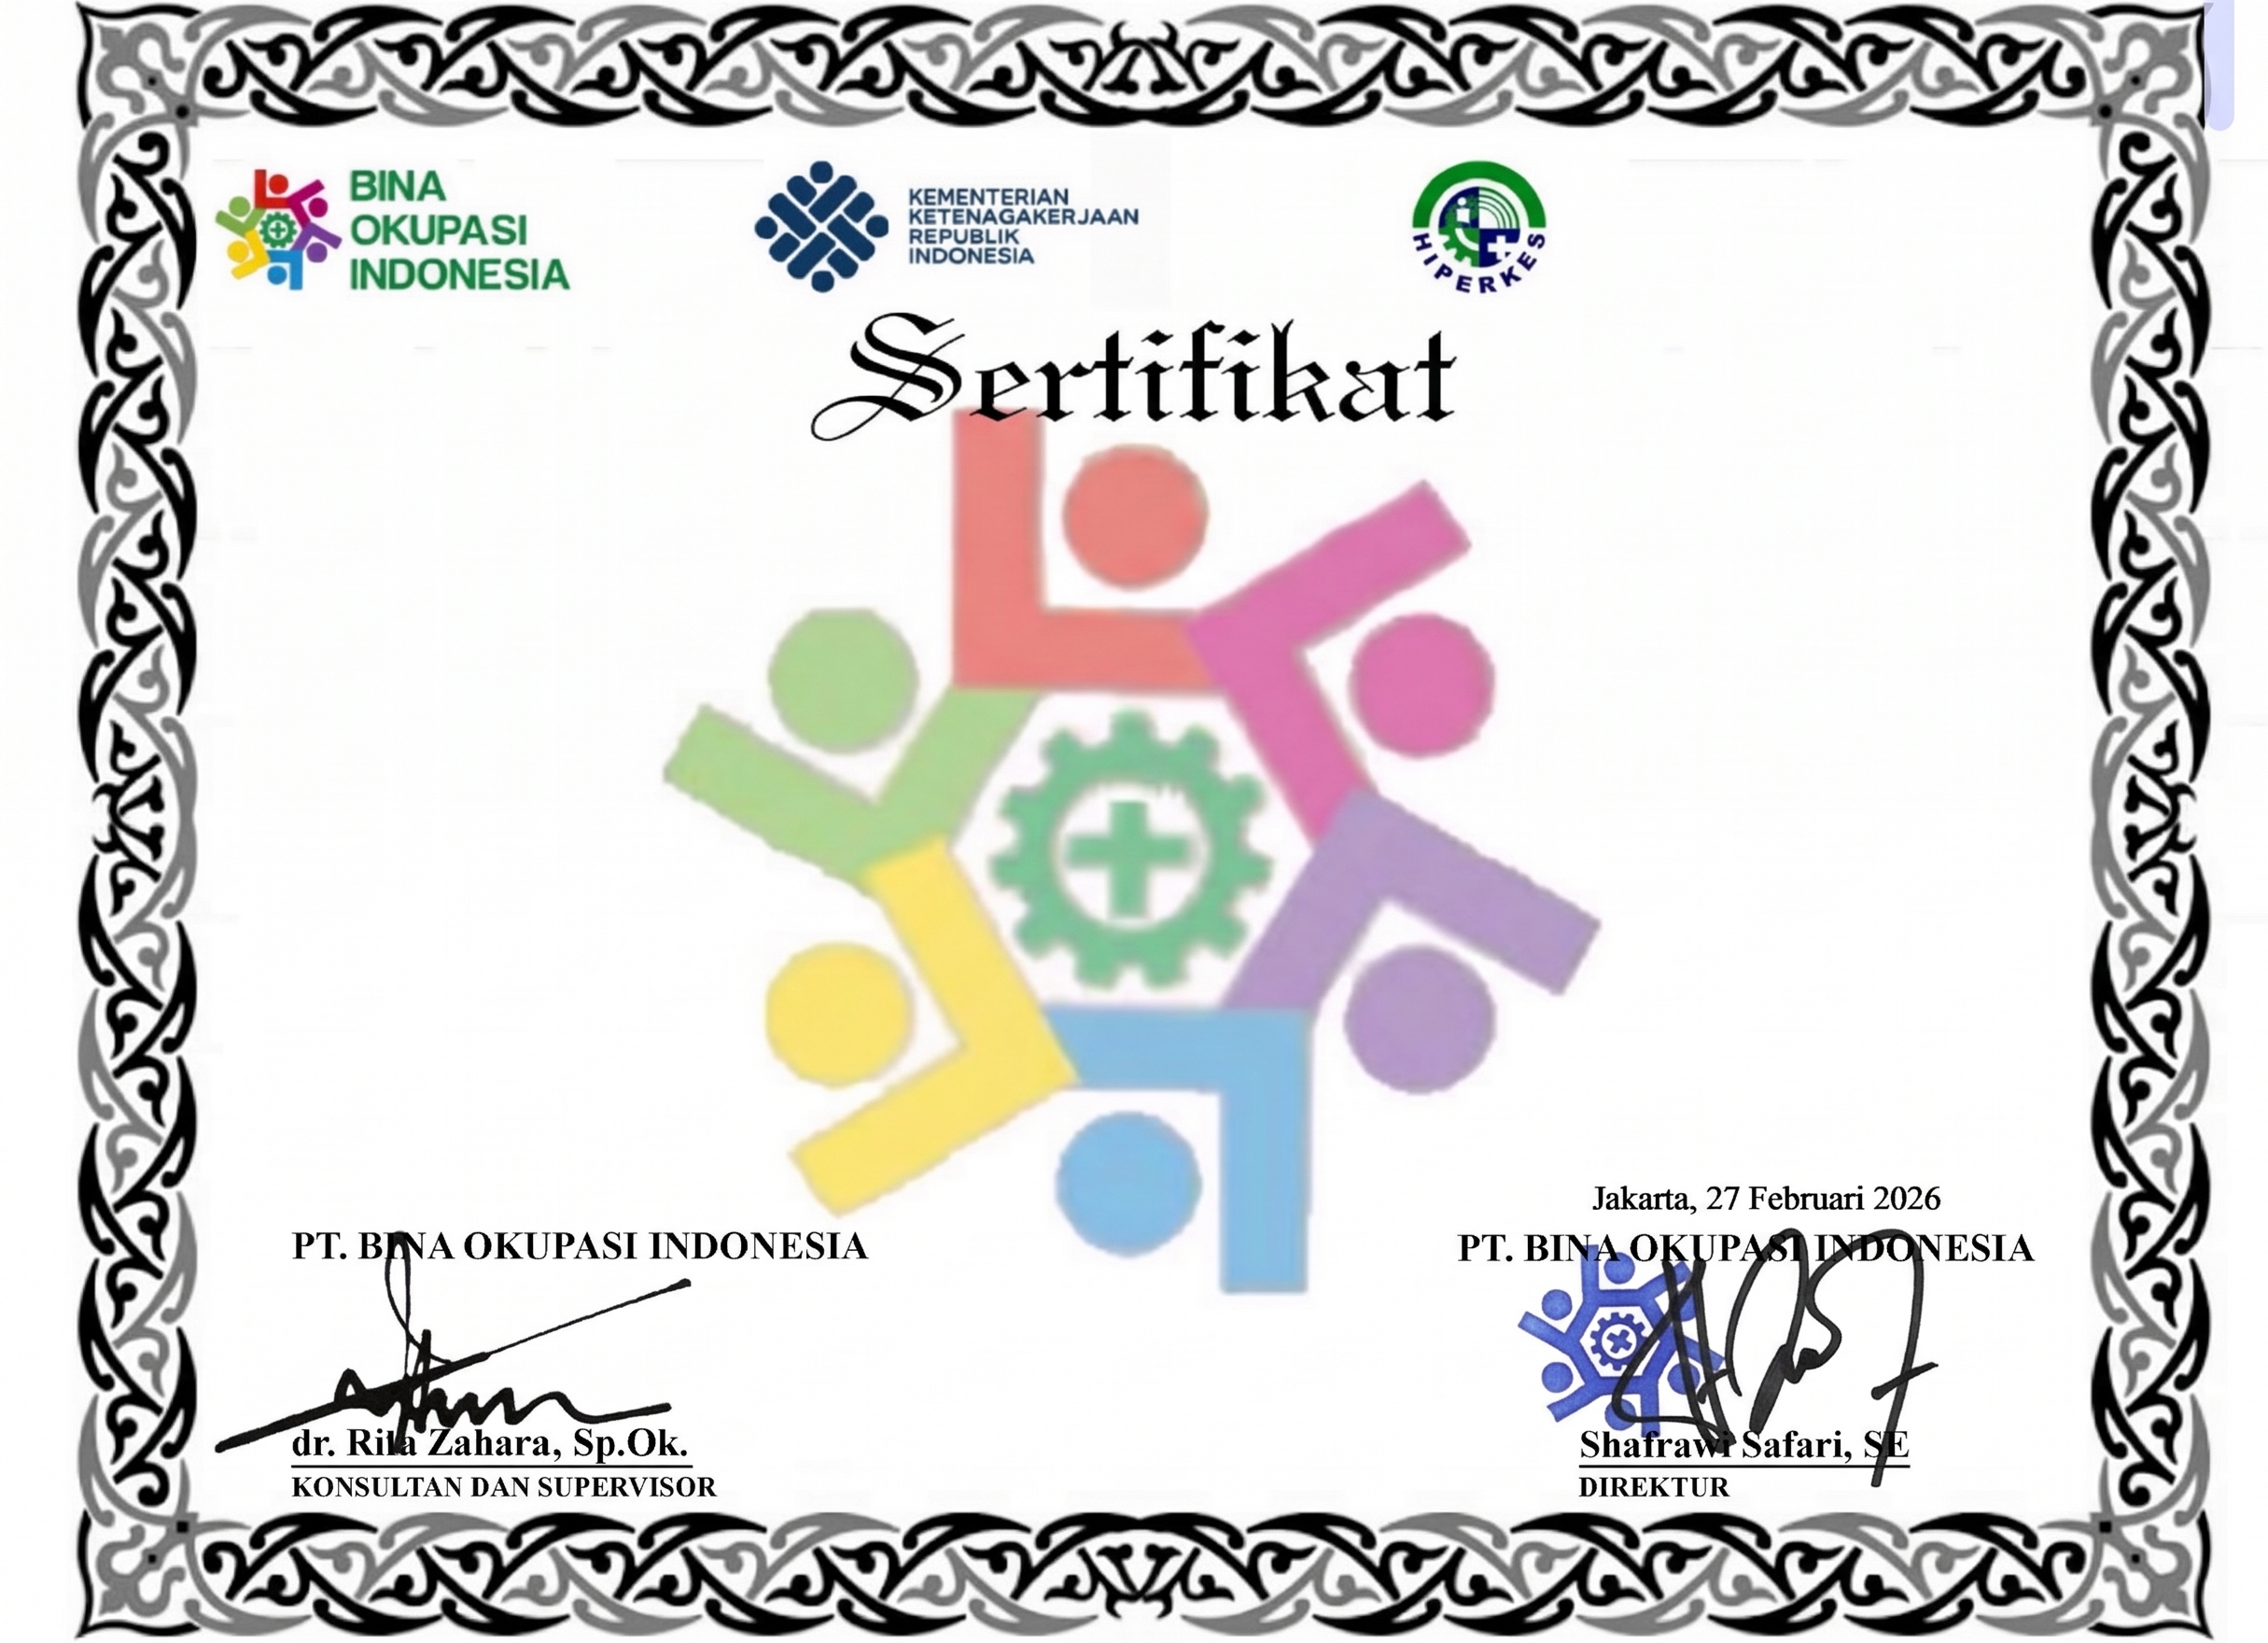 BINA
OKUPASI
INDONESIA
KEMENTERIAN
KETENAGAKERJAAN
REPUBLIK
INDONESIA
HIPERKES
Sertifikat
Jakarta, 27 Februari 2026
PT. BINA OKUPASI INDONESIA
PT. BINA OKUPASI INDONESIA
dr. Rila Zahara, Sp.Ok.
KONSULTAN DAN SUPERVISOR
Shafrawi Safari, SE
DIREKTUR